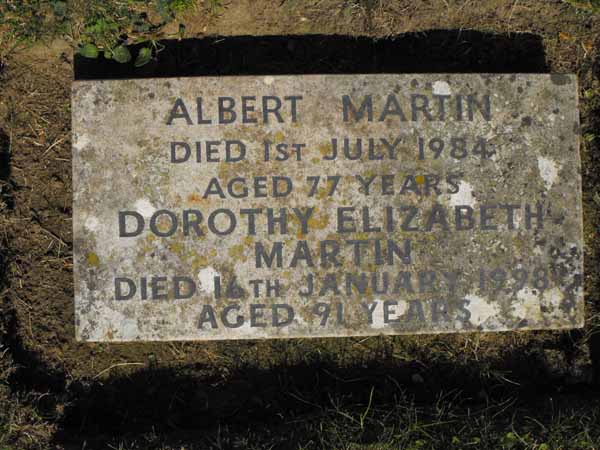 ALBERT MARTIN
DIED 1ST JULY 1984
AGED 77 YEARS
DOROTHY ELIZABETH
MARTIN
DIED 16TH JANUARY 1998
AGED 91 YEARS